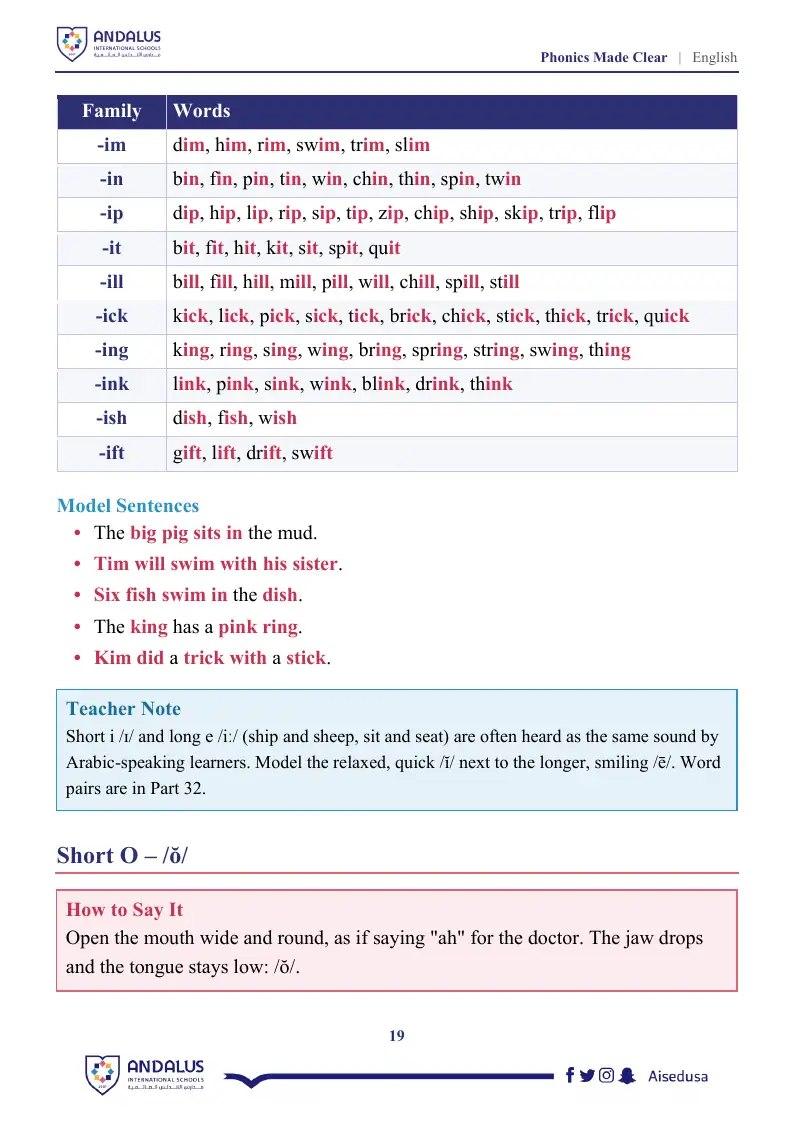 ANDALUS
INTERNATIONAL SCHOOLS
Phonics Made Clear | English
Family Words
-im dim, him, rim, swim, trim, slim
-in bin, fin, pin, tin, win, chin, thin, spin, twin
-ip dip, hip, lip, rip, sip, tip, zip, chip, ship, skip, trip, flip
-it bit, fit, hit, kit, sit, spit, quit
-ill bill, fill, hill, mill, pill, will, chill, spill, still
-ick kick, lick, pick, sick, tick, brick, chick, stick, thick, trick, quick
-ing king, ring, sing, wing, bring, spring, string, swing, thing
-ink link, pink, sink, wink, blink, drink, think
-ish dish, fish, wish
-ift gift, lift, drift, swift
Model Sentences
• The big pig sits in the mud.
• Tim will swim with his sister.
• Six fish swim in the dish.
• The king has a pink ring.
• Kim did a trick with a stick.
Teacher Note
Short i /ɪ/ and long e /iː/ (ship and sheep, sit and seat) are often heard as the same sound by
Arabic-speaking learners. Model the relaxed, quick /ĭ/ next to the longer, smiling /ē/. Word
pairs are in Part 32.
Short O – /ŏ/
How to Say It
Open the mouth wide and round, as if saying "ah" for the doctor. The jaw drops
and the tongue stays low: /ŏ/.
19
ANDALUS
INTERNATIONAL SCHOOLS
Aisedusa